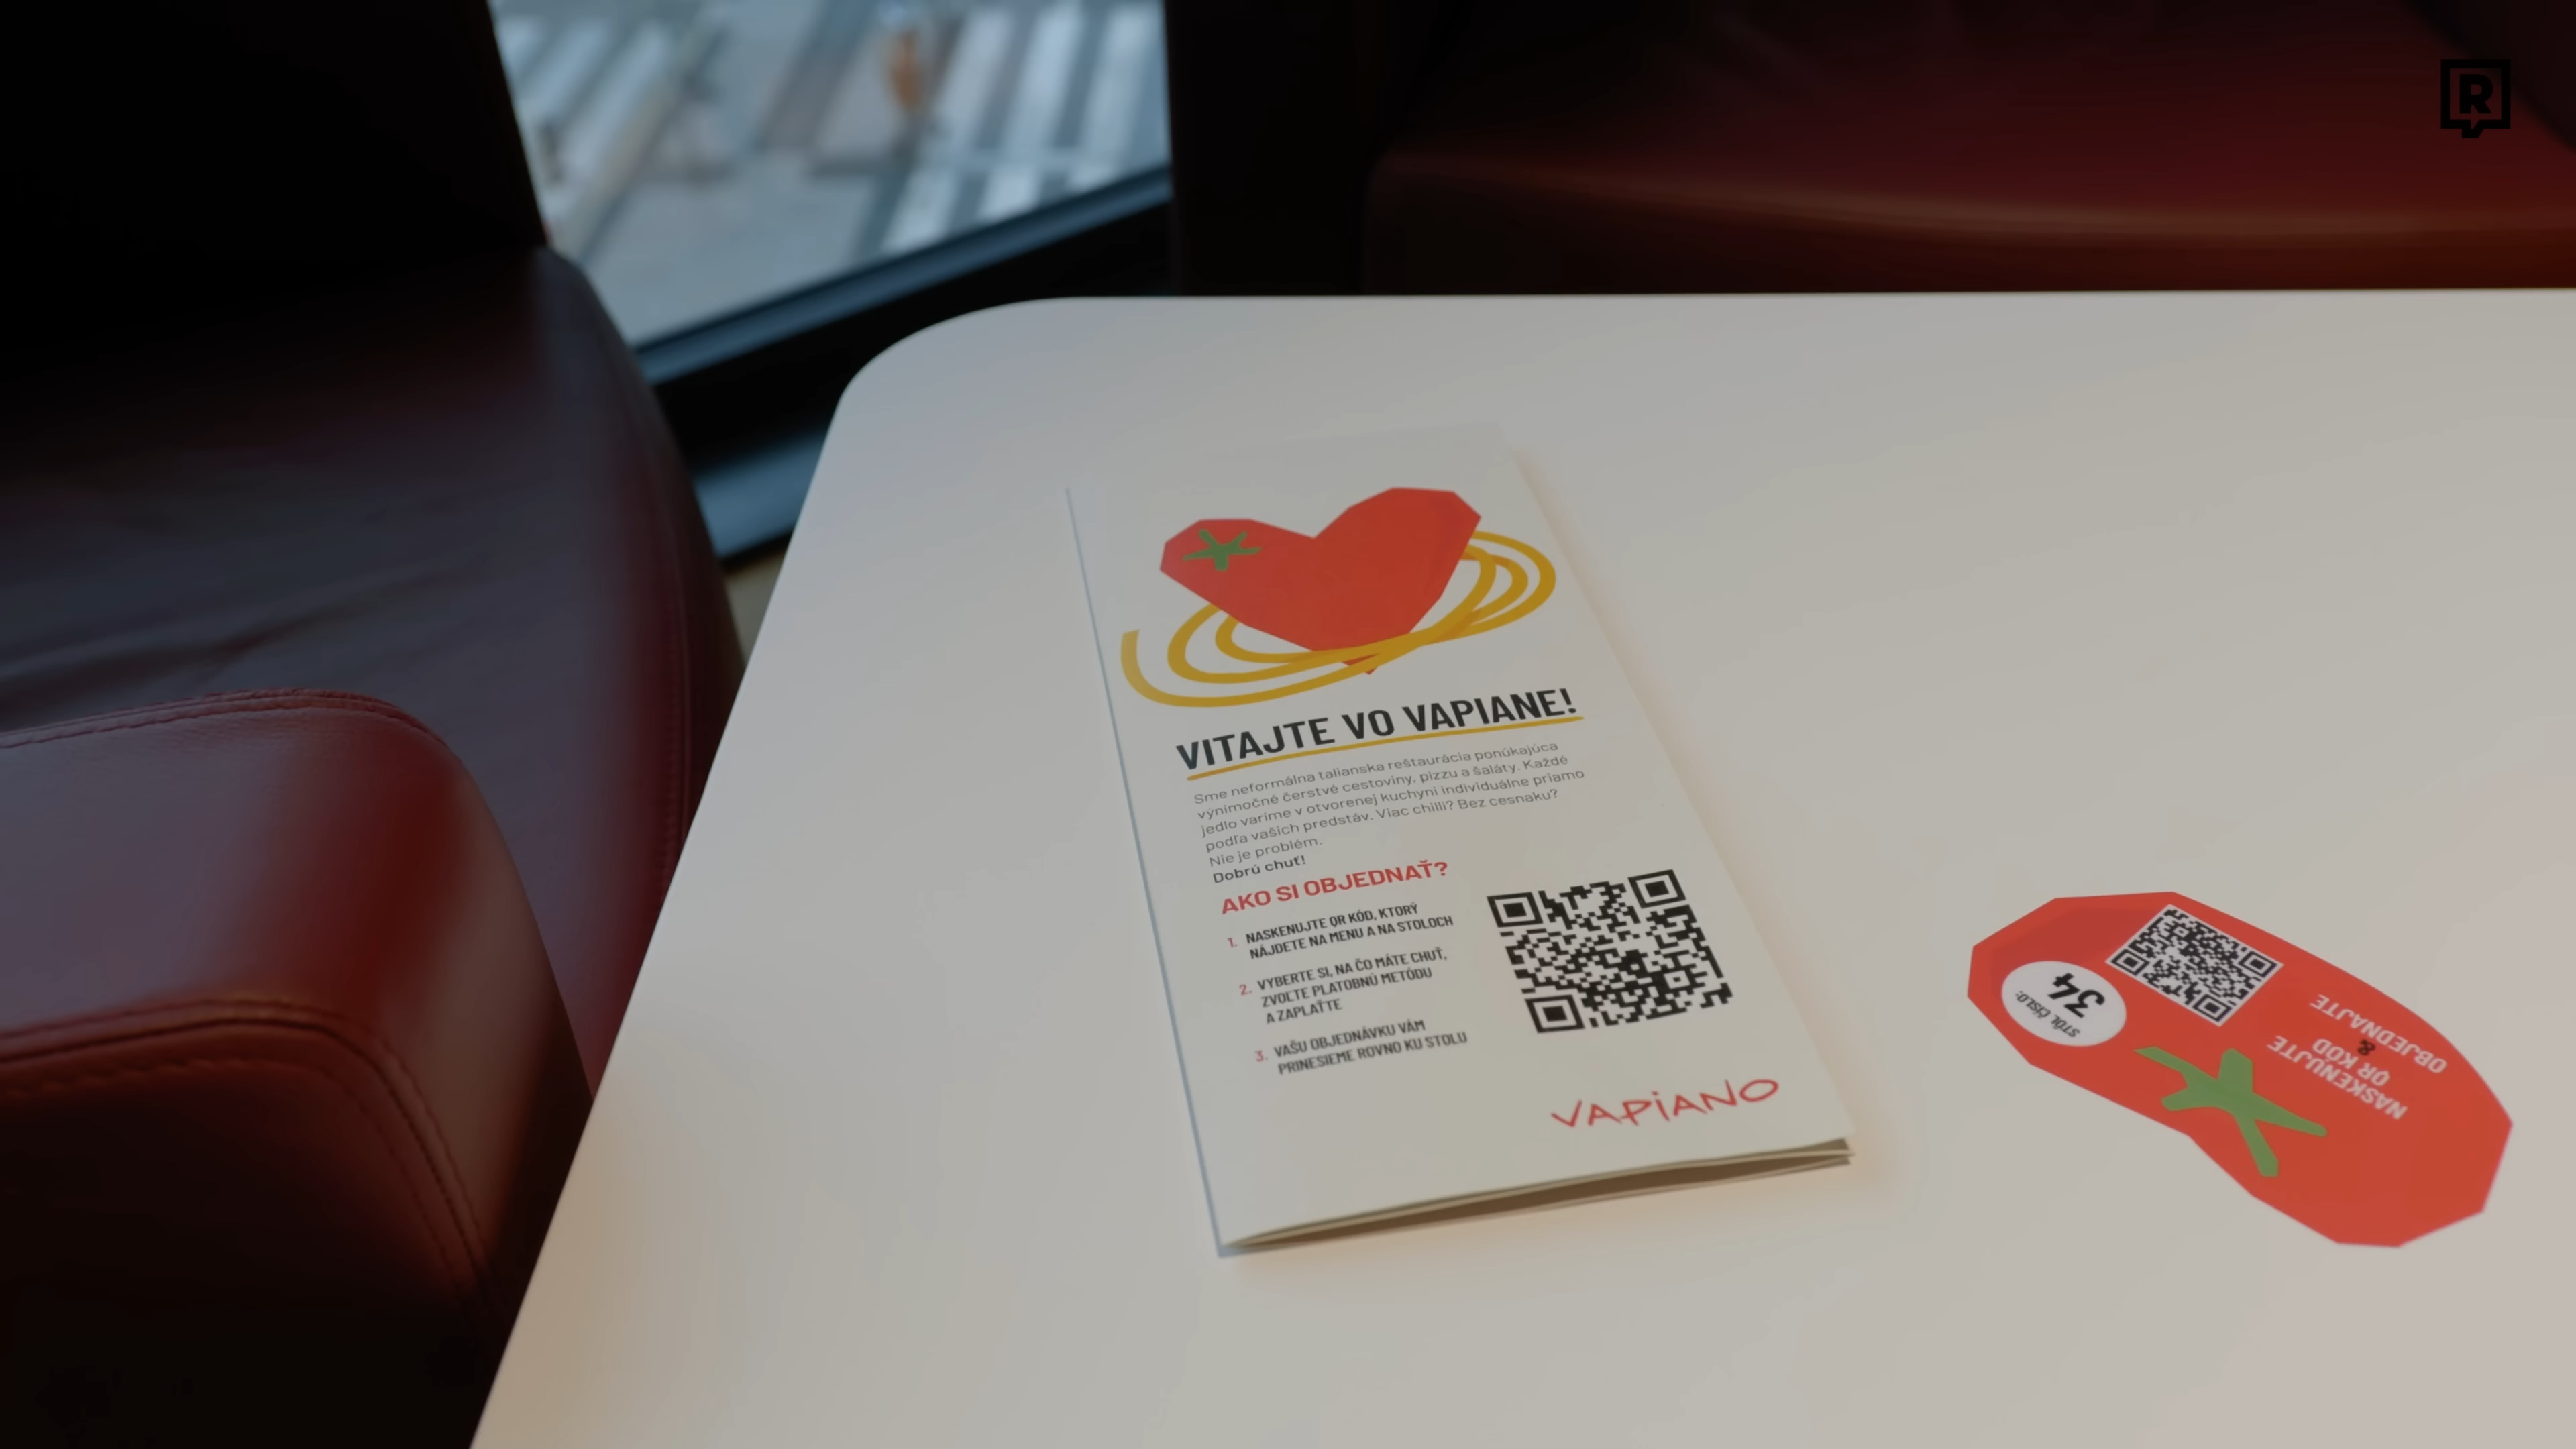 R
VITAJTE VO VAPIANE!
Sme neformálna talianska reštaurácia ponúkajúca
výnimočné čerstvé cestoviny, pizzu a šaláty. Každé
jedlo varíme v otvorenej kuchyni individuálne priamo
podľa vašich predstáv. Viac chilli? Bez cesnaku?
Nie je problém.
Dobrú chuť!
AKO SI OBJEDNAŤ?
1. NASKENUJTE QR KÓD, KTORÝ
NÁJDETE NA MENU A NA STOLOCH
2. VYBERTE SI, NA ČO MÁTE CHUŤ,
ZVOĽTE PLATOBNÚ METÓDU
A ZAPLAŤTE
3. VAŠU OBJEDNÁVKU VÁM
PRINESIEME ROVNO KU STOLU
VAPIANO
NASKENUJTE
QR KÓD
&
OBJEDNAJTE
STÔL ČÍSLO:
34